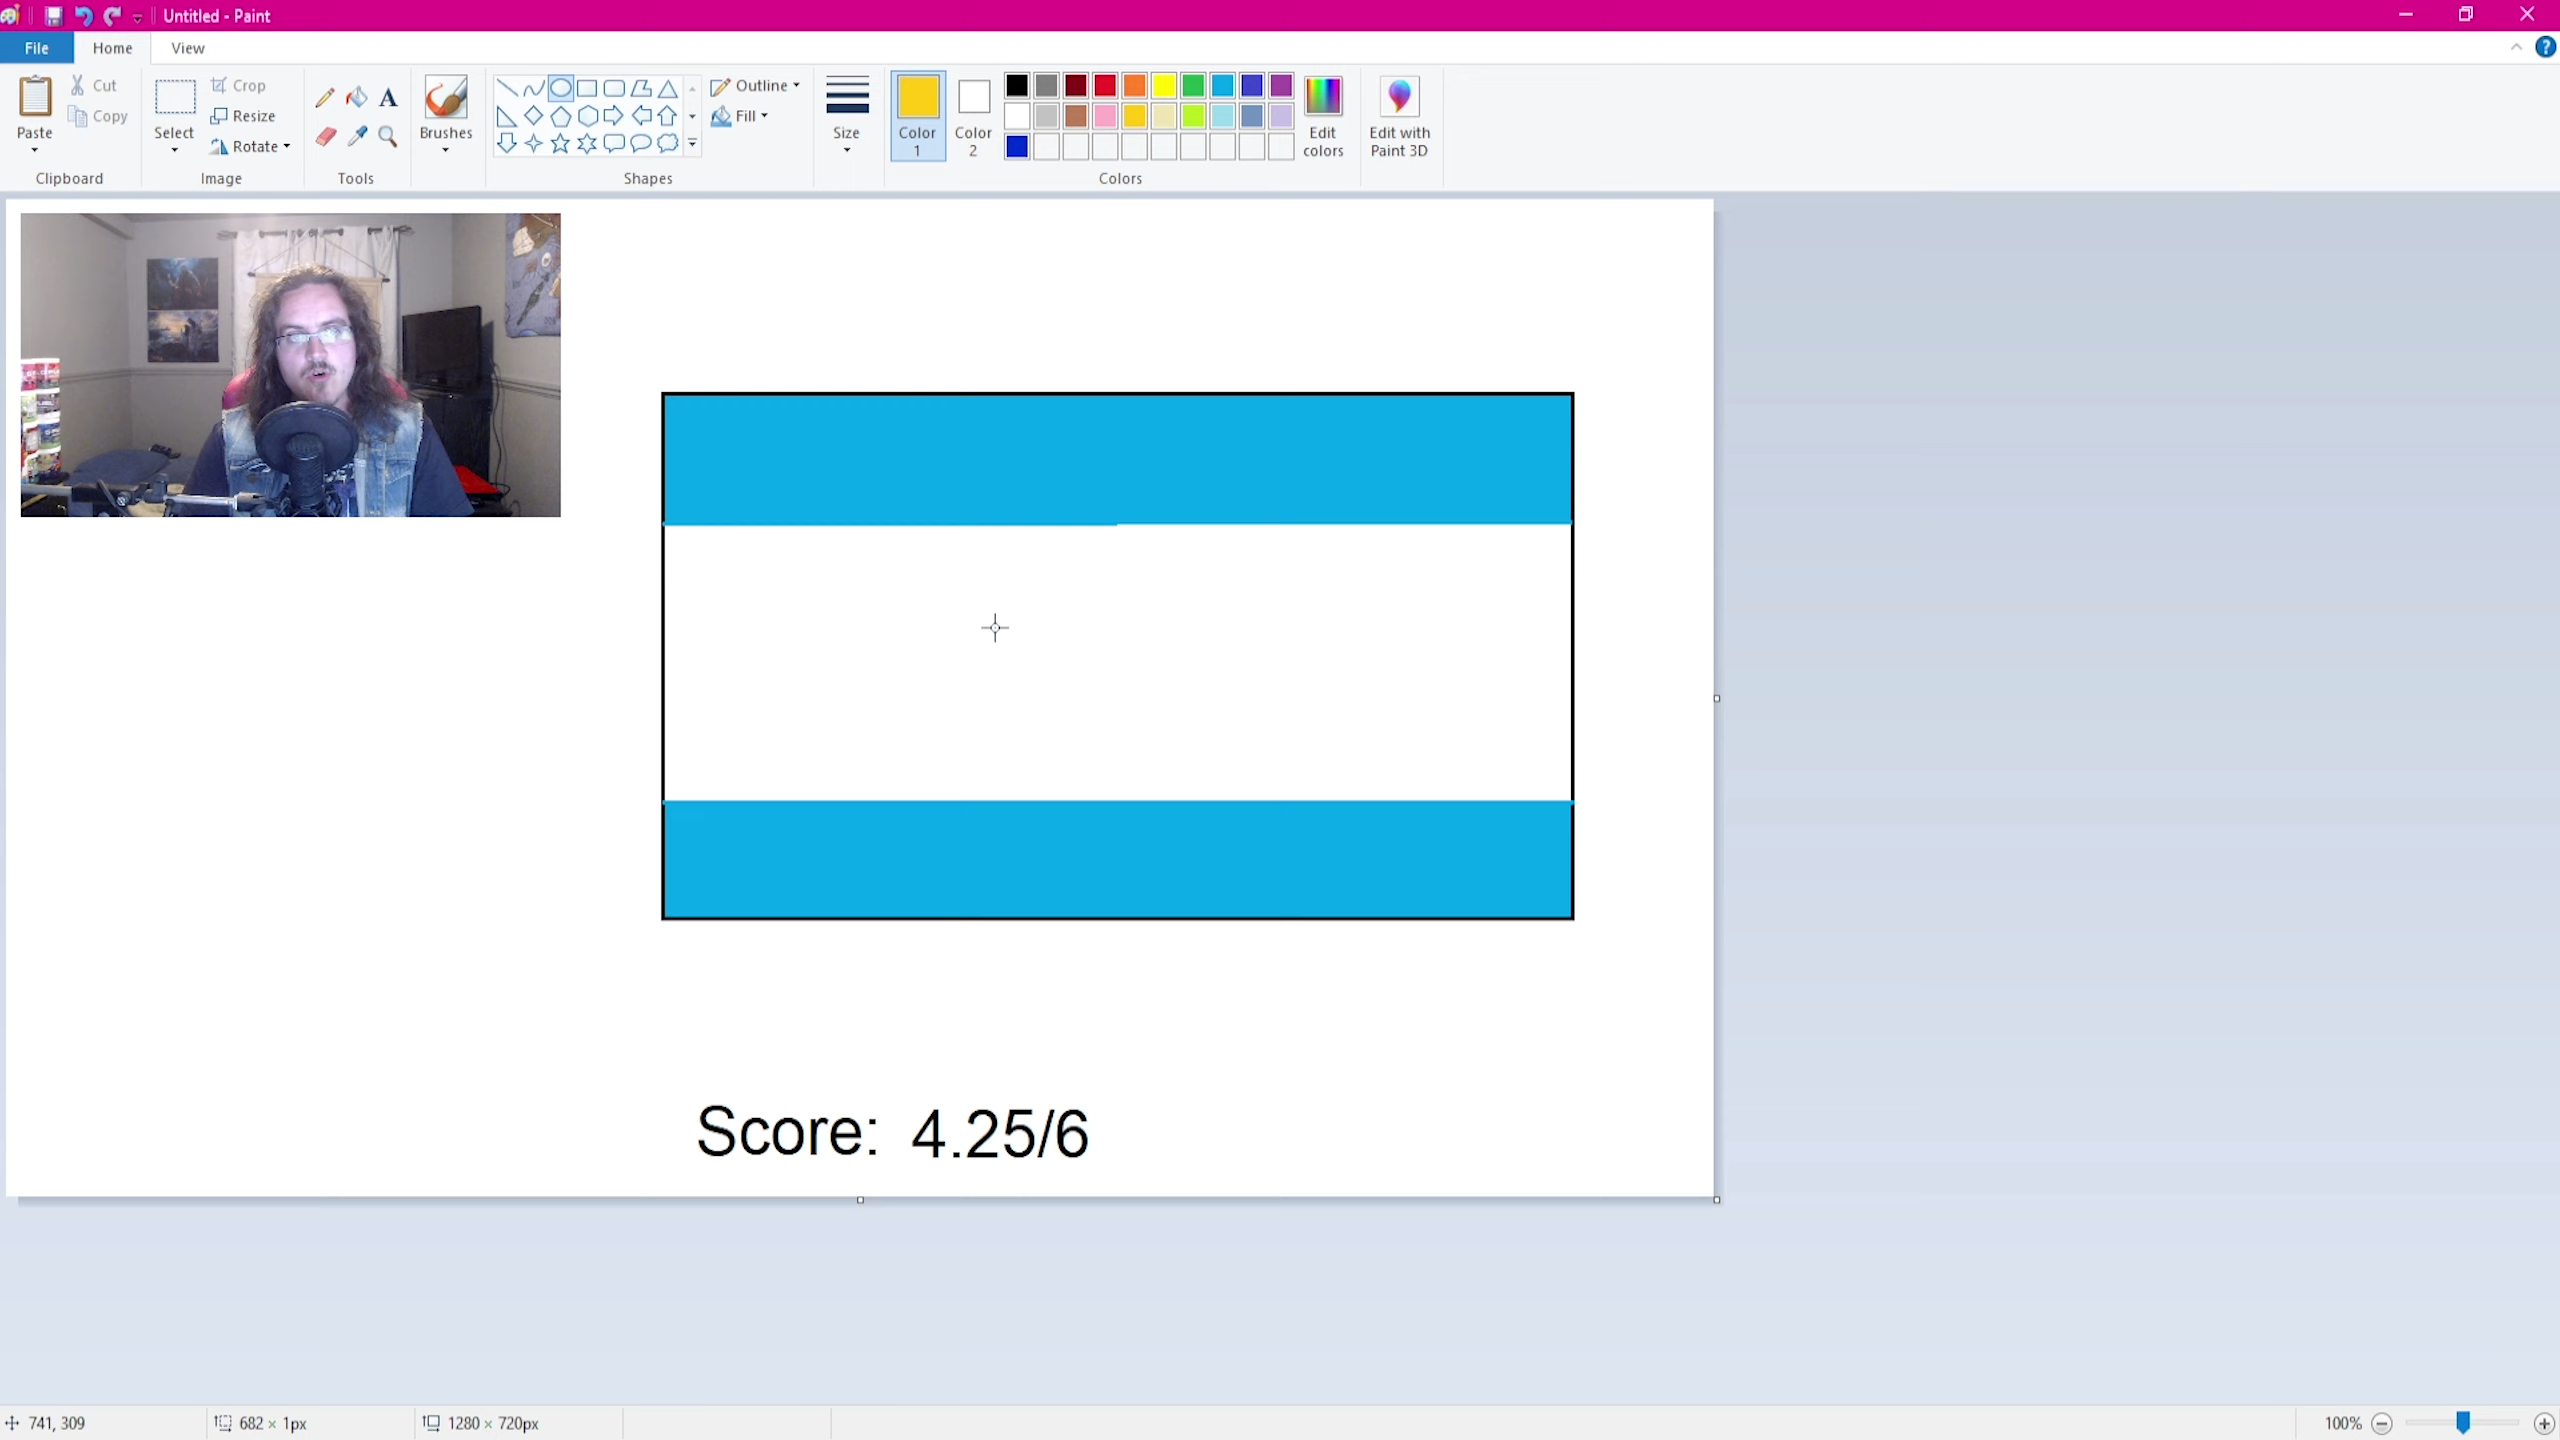 Untitled - Paint
File Home View
Paste
Cut
Copy
Clipboard
Select
Crop
Resize
Rotate
Image
A
Tools
Brushes
Shapes
Outline
Fill
Size
Color 1
Color 2
Colors
Edit colors
Edit with Paint 3D
?
Score: 4.25/6
741, 309
682 × 1px
1280 × 720px
100%